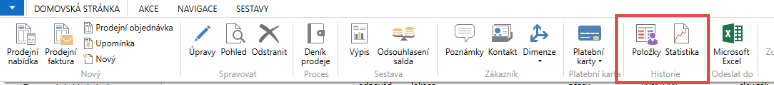 DOMOVSKÁ STRÁNKA AKCE NAVIGACE SESTAVY
Prodejní nabídka
Prodejní faktura
Prodejní objednávka
Upomínka
Nový
Nový
Úpravy
Pohled
Odstranit
Spravovat
Deník prodeje
Proces
Výpis
Odsouhlasení salda
Sestava
Poznámky
Kontakt
Dimenze
Zákazník
Platební karty
Platební karta
Položky
Statistika
Historie
Microsoft Excel
Odeslat do